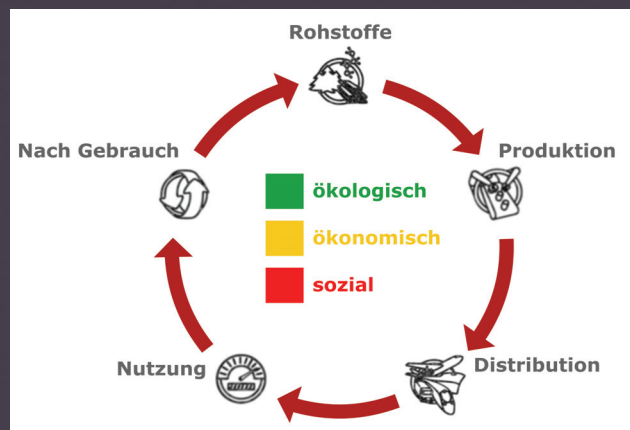 Rohstoffe
Produktion
Distribution
Nutzung
Nach Gebrauch
ökologisch
ökonomisch
sozial